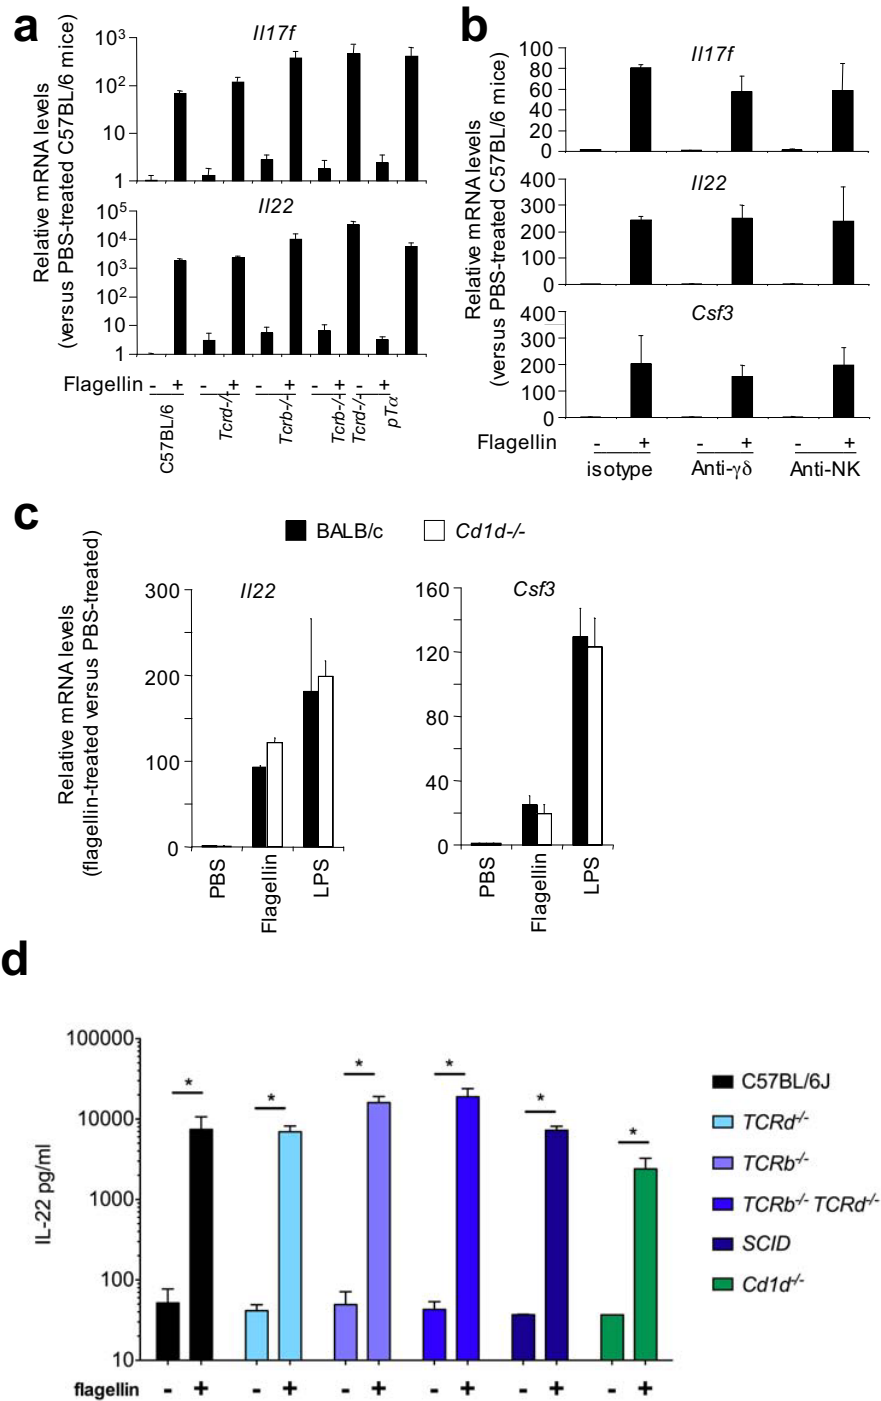 a
Relative mRNA levels
(versus PBS-treated C57BL/6 mice)
Il17f
10³
10²
10
1
Il22
10⁵
10⁴
10³
10²
10
1
Flagellin - + - + - + - + - +
C57BL/6
Tcrd-/-
Tcrb-/-
Tcrb-/-
Tcrd-/-
pTα
b
Relative mRNA levels
(versus PBS-treated C57BL/6 mice)
Il17f
100
80
60
40
20
0
Il22
400
300
200
100
0
Csf3
400
300
200
100
0
Flagellin - + - + - +
isotype Anti-γδ Anti-NK
c
BALB/c Cd1d-/-
Relative mRNA levels
(flagellin-treated versus PBS-treated)
Il22
300
200
100
0
PBS
Flagellin
LPS
Csf3
160
120
80
40
0
PBS
Flagellin
LPS
d
IL-22 pg/ml
100000
10000
1000
100
10
* * * * * *
flagellin - + - + - + - + - + - +
C57BL/6J
TCRd-/-
TCRb-/-
TCRb-/- TCRd-/-
SCID
Cd1d-/-